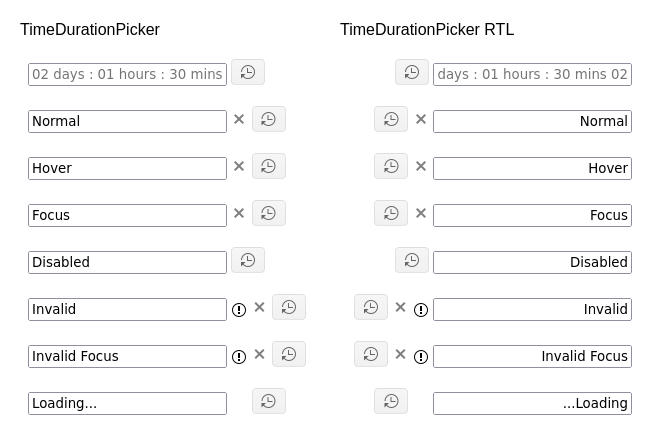 TimeDurationPicker
02 days : 01 hours : 30 mins
Normal
Hover
Focus
Disabled
Invalid
Invalid Focus
Loading...
TimeDurationPicker RTL
days : 01 hours : 30 mins 02
Normal
Hover
Focus
Disabled
Invalid
Invalid Focus
...Loading